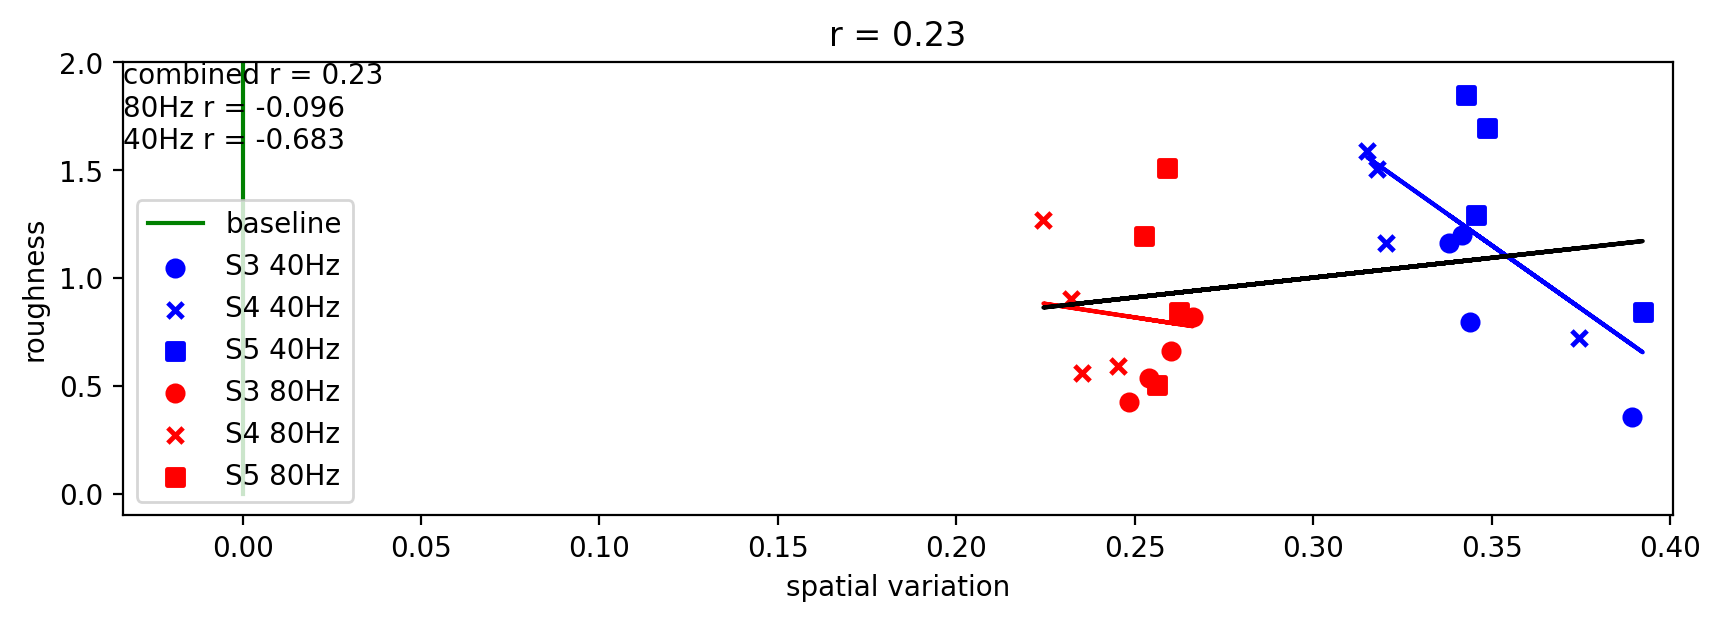 r = 0.23
combined r = 0.23
80Hz r = -0.096
40Hz r = -0.683
2.0
1.5
1.0
0.5
0.0
roughness
baseline
S3 40Hz
S4 40Hz
S5 40Hz
S3 80Hz
S4 80Hz
S5 80Hz
0.00 0.05 0.10 0.15 0.20 0.25 0.30 0.35 0.40
spatial variation